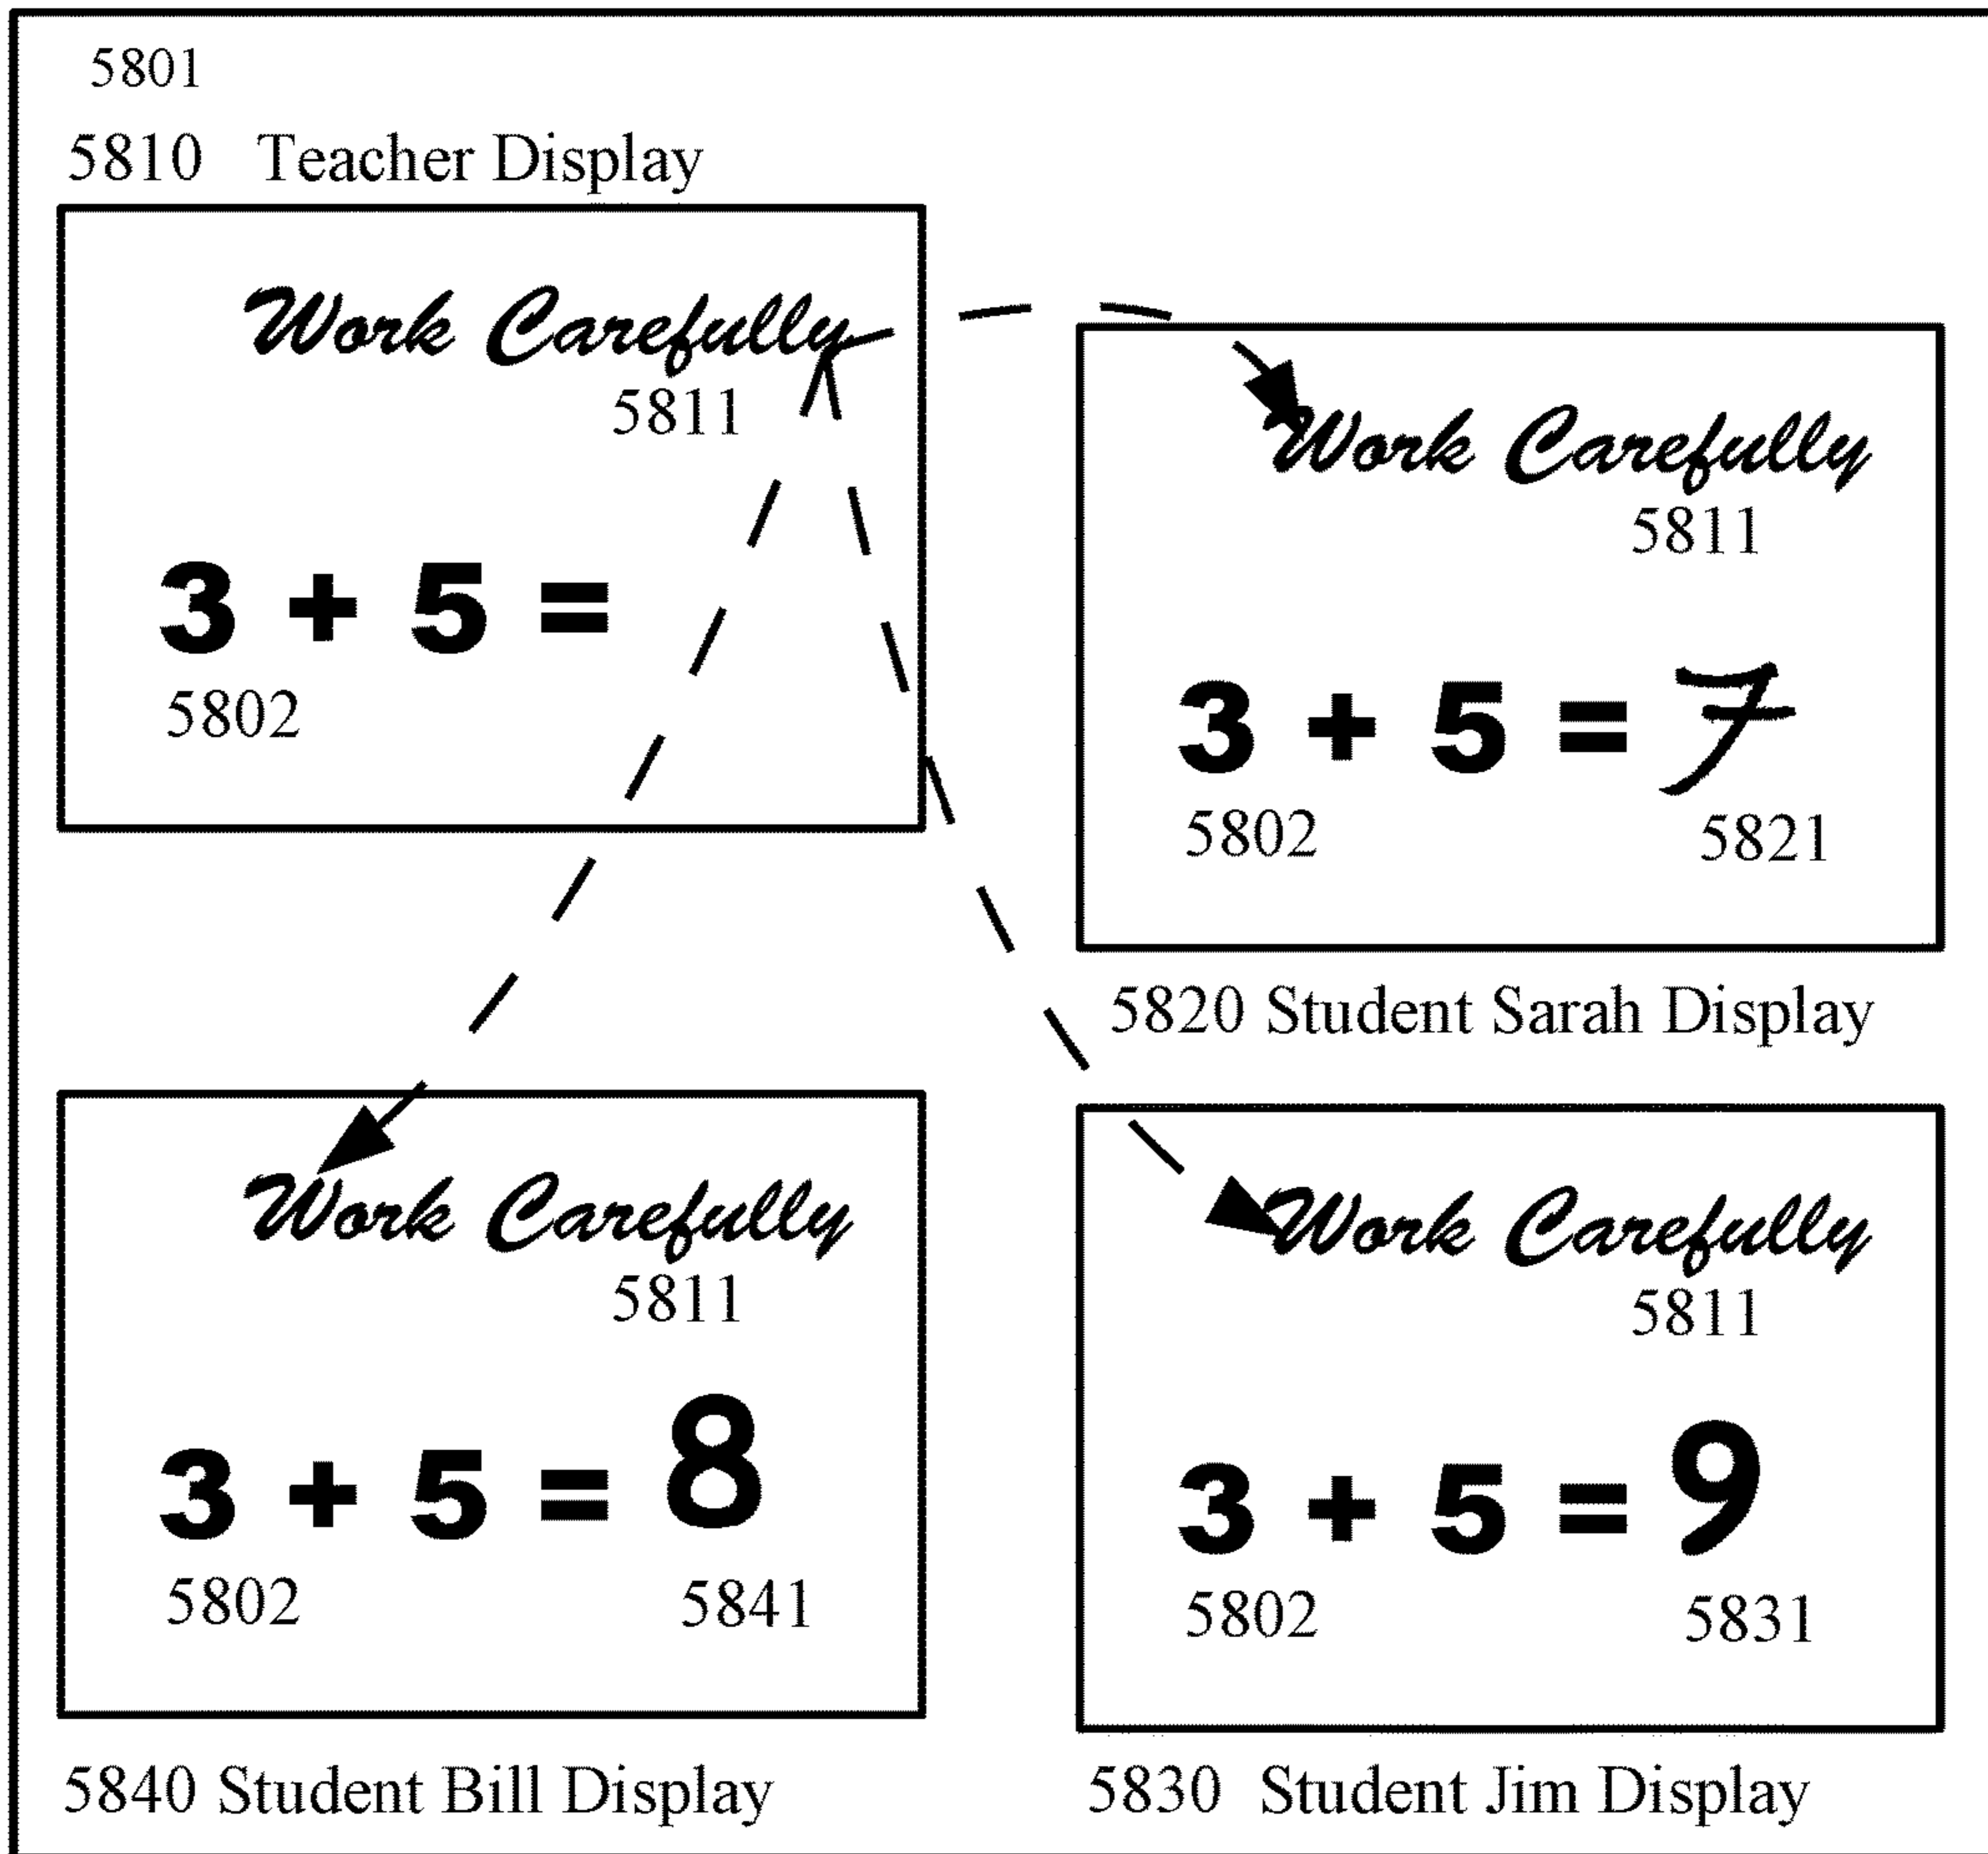 5801
5810 Teacher Display
Work Carefully
5811
3 + 5 =
5802
Work Carefully
5811
3 + 5 = 7
5802 5821
5820 Student Sarah Display
Work Carefully
5811
3 + 5 = 8
5802 5841
5840 Student Bill Display
Work Carefully
5811
3 + 5 = 9
5802 5831
5830 Student Jim Display